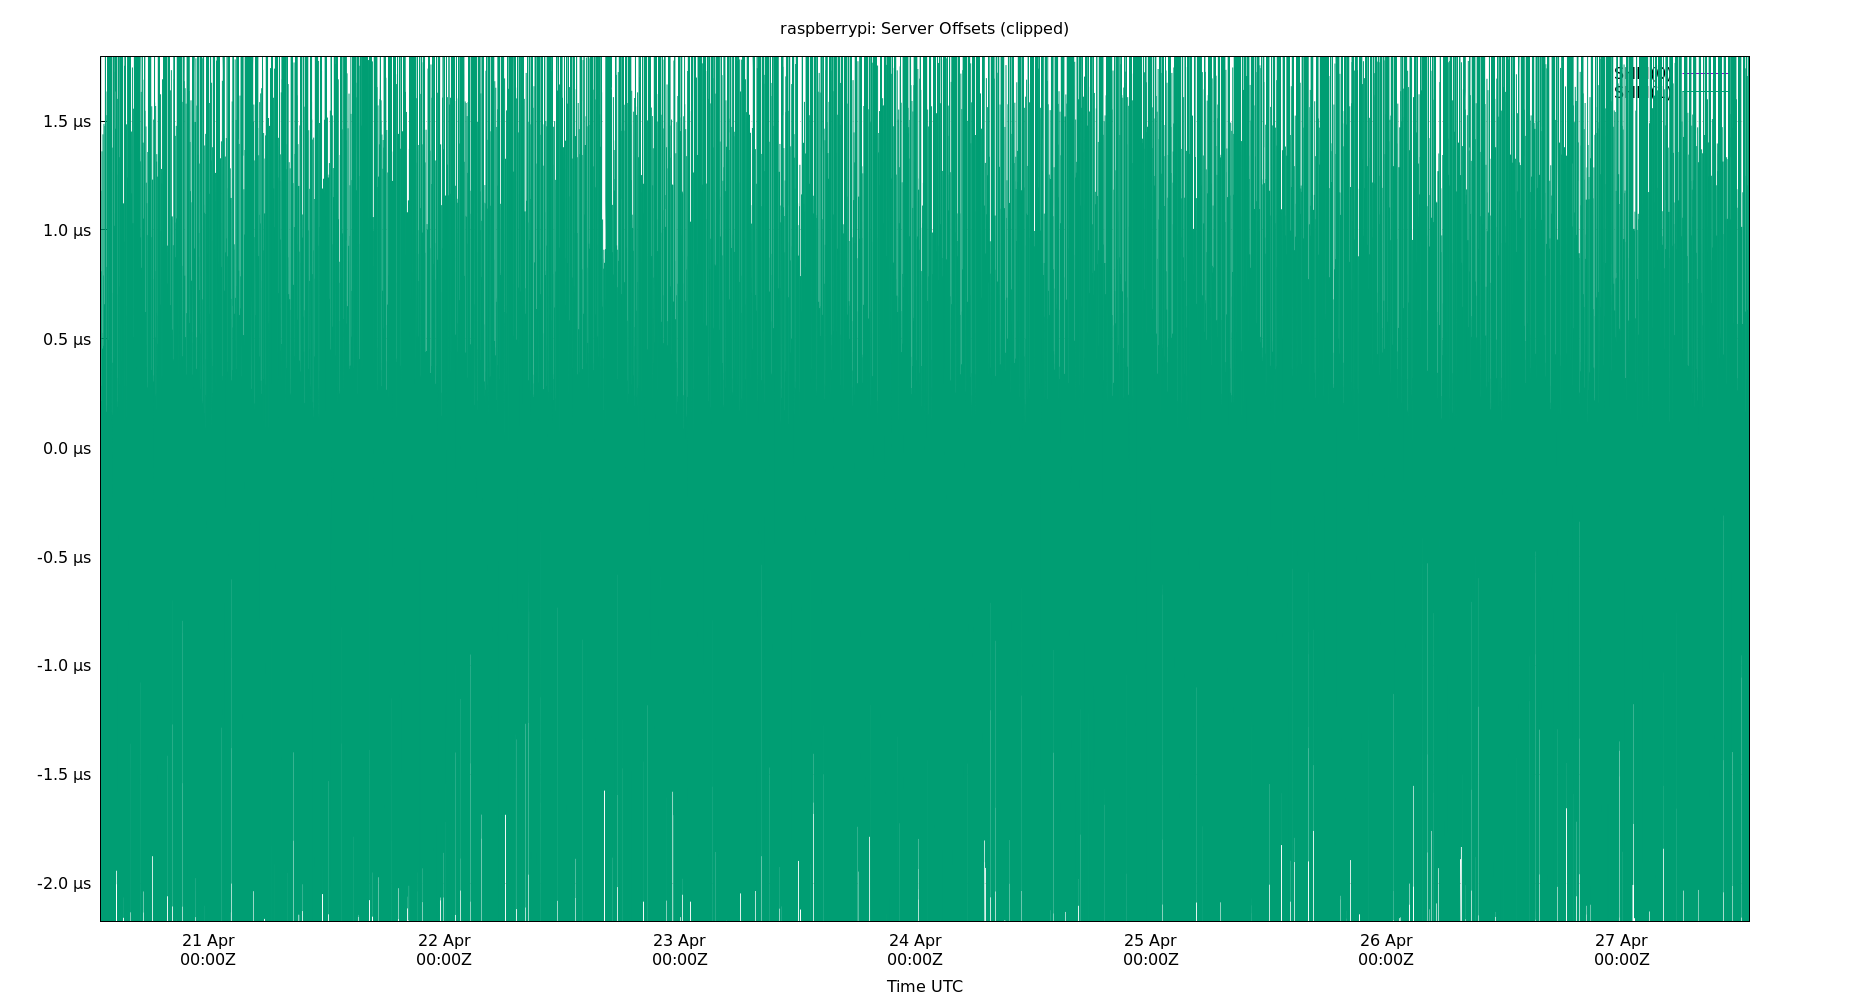 raspberrypi: Server Offsets (clipped)
1.5 µs
1.0 µs
0.5 µs
0.0 µs
-0.5 µs
-1.0 µs
-1.5 µs
-2.0 µs
21 Apr 22 Apr 23 Apr 24 Apr 25 Apr 26 Apr 27 Apr
00:00Z 00:00Z 00:00Z 00:00Z 00:00Z 00:00Z 00:00Z
Time UTC